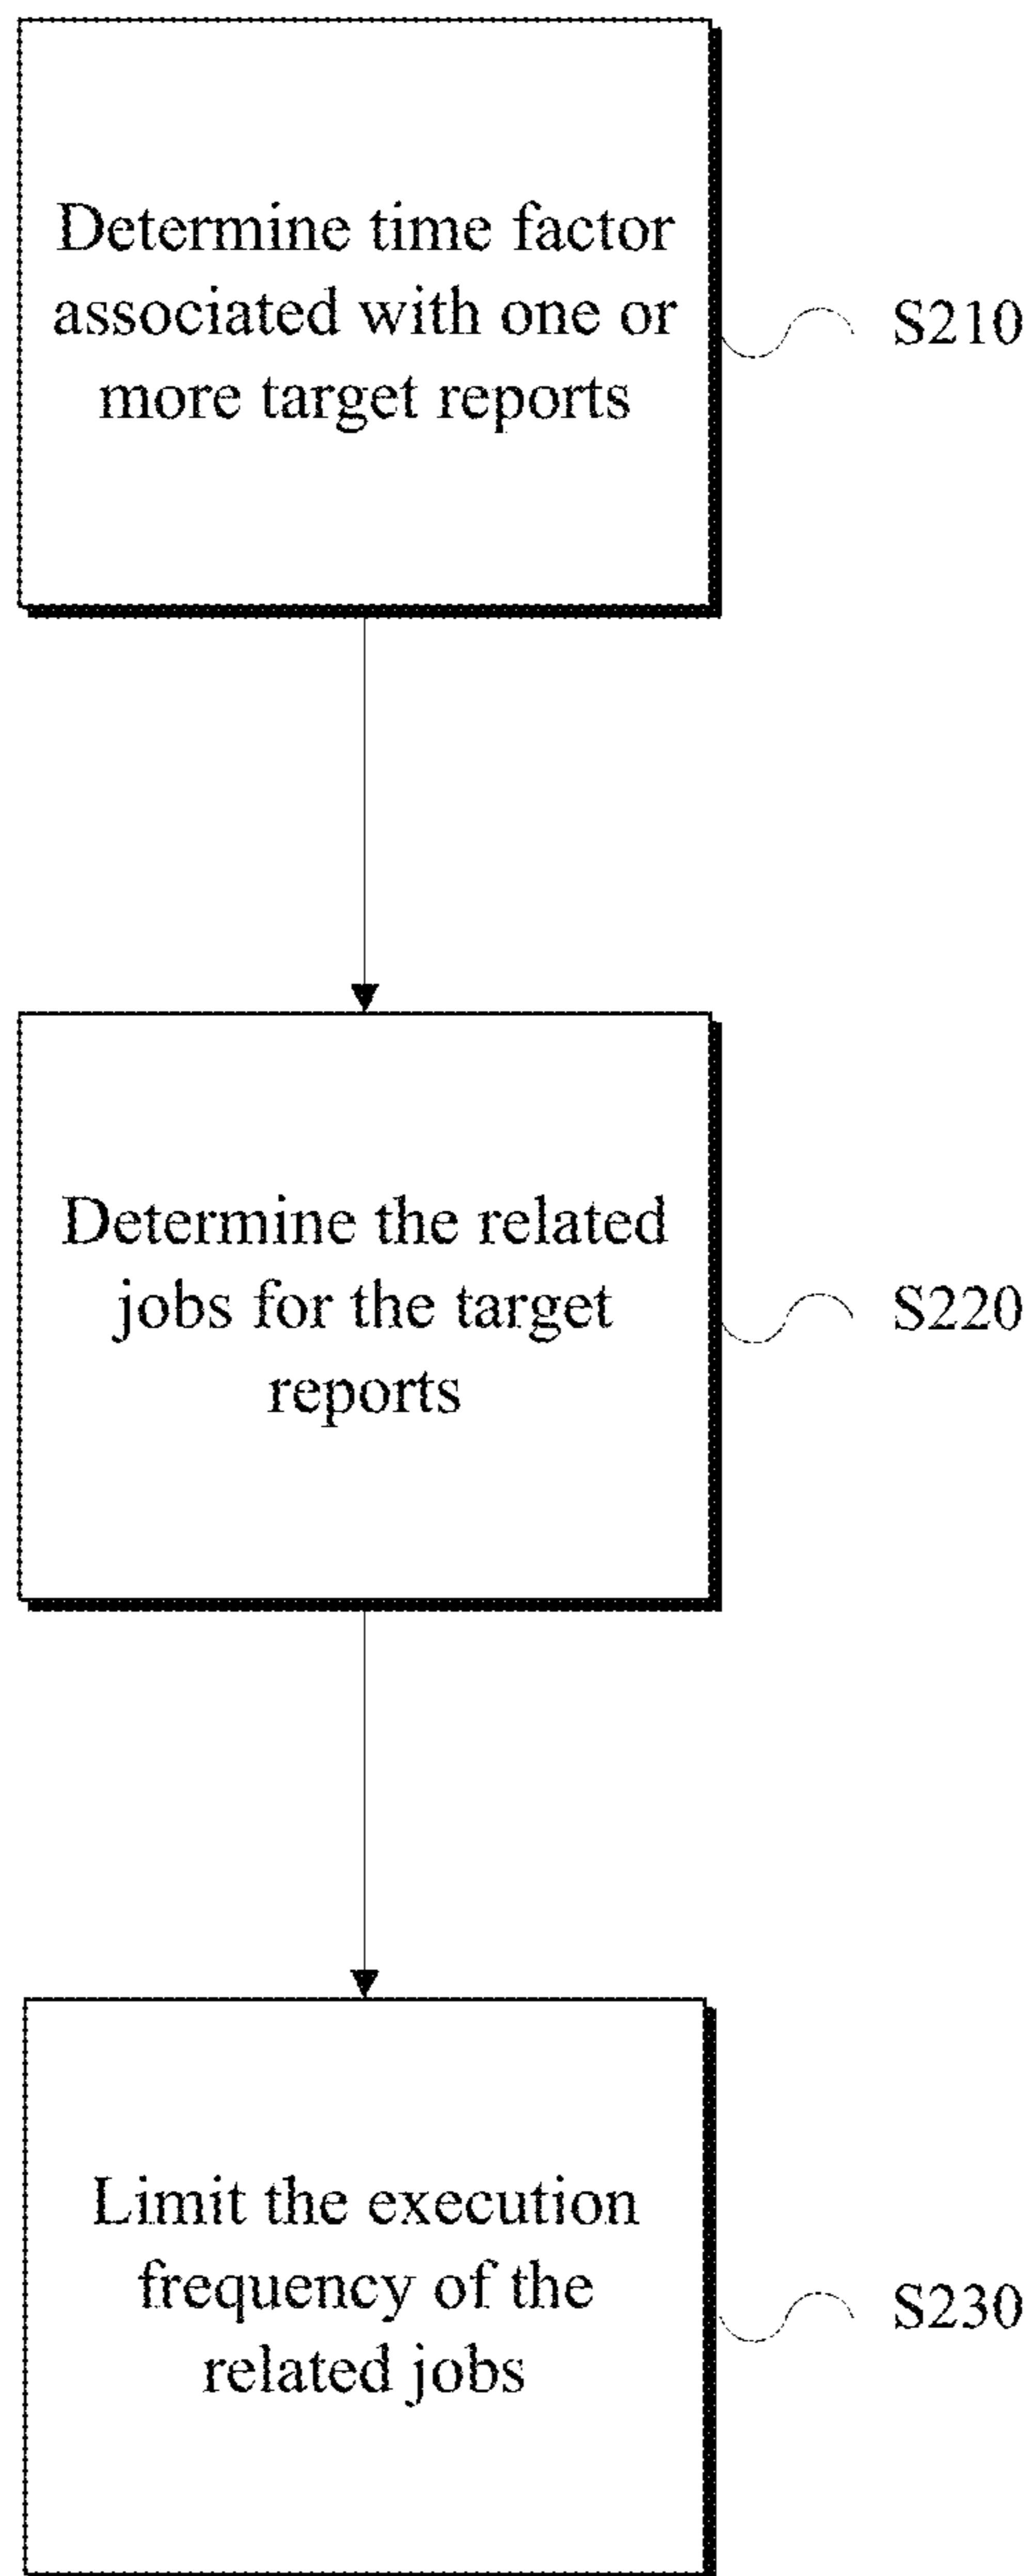 Determine time factor
associated with one or
more target reports
S210
Determine the related
jobs for the target
reports
S220
Limit the execution
frequency of the
related jobs
S230